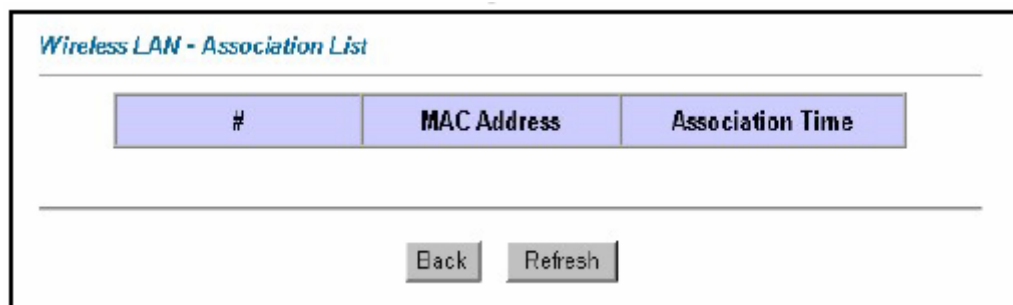 Wireless LAN - Association List
# MAC Address Association Time
Back Refresh